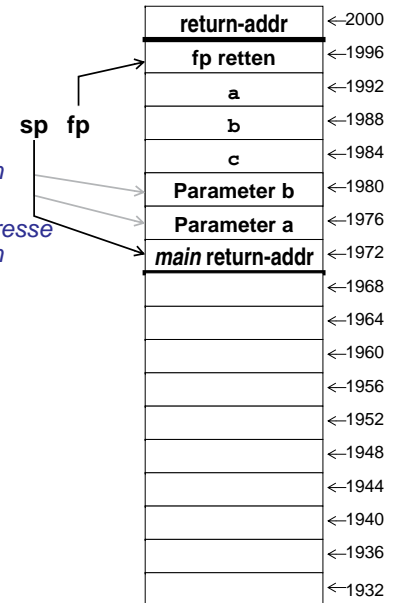 return-addr ←2000
fp retten ←1996
a ←1992
sp fp b ←1988
c ←1984
Parameter b ←1980
Parameter a ←1976
resse
main return-addr ←1972
←1968
←1964
←1960
←1956
←1952
←1948
←1944
←1940
←1936
←1932